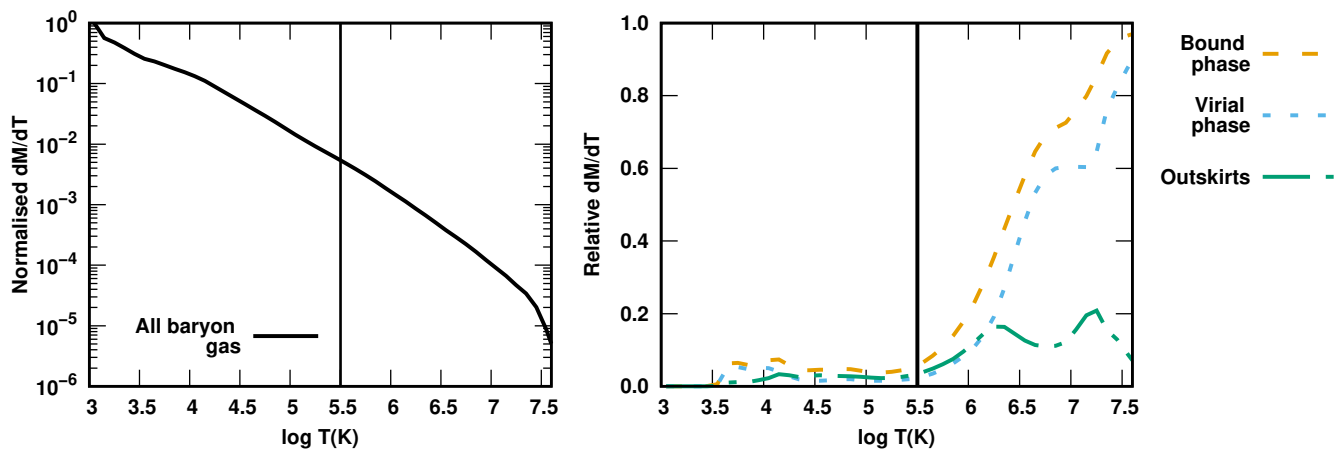 Normalised dM/dT
10^0
10^-1
10^-2
10^-3
10^-4
10^-5
10^-6
All baryon
gas
3 3.5 4 4.5 5 5.5 6 6.5 7 7.5
log T(K)
Relative dM/dT
1.0
0.8
0.6
0.4
0.2
0.0
3 3.5 4 4.5 5 5.5 6 6.5 7 7.5
log T(K)
Bound
phase
Virial
phase
Outskirts